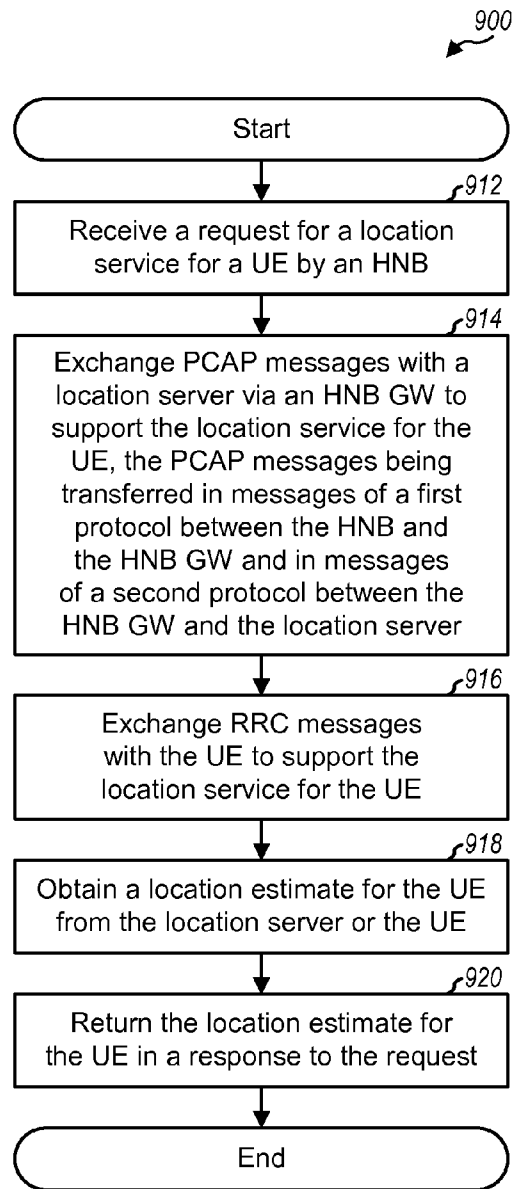 900
Start
912
Receive a request for a location
service for a UE by an HNB
914
Exchange PCAP messages with a
location server via an HNB GW to
support the location service for the
UE, the PCAP messages being
transferred in messages of a first
protocol between the HNB and
the HNB GW and in messages
of a second protocol between the
HNB GW and the location server
916
Exchange RRC messages
with the UE to support the
location service for the UE
918
Obtain a location estimate for the UE
from the location server or the UE
920
Return the location estimate for
the UE in a response to the request
End